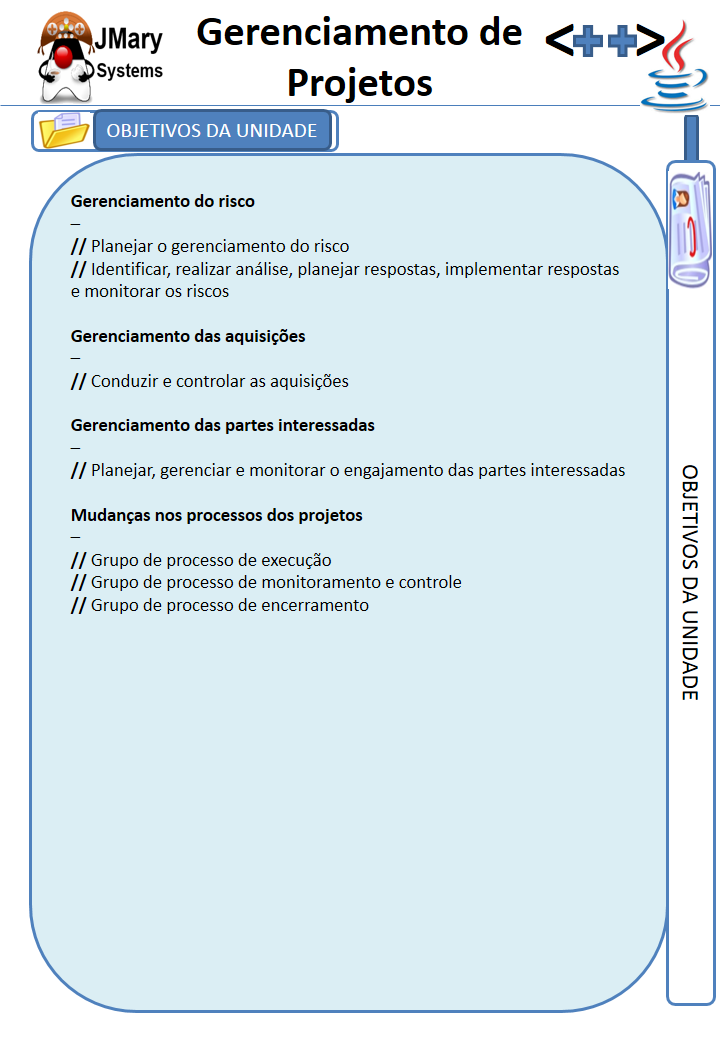 JMary
Systems
Gerenciamento de
Projetos
<++>
OBJETIVOS DA UNIDADE
Gerenciamento do risco
–
// Planejar o gerenciamento do risco
// Identificar, realizar análise, planejar respostas, implementar respostas
e monitorar os riscos
Gerenciamento das aquisições
–
// Conduzir e controlar as aquisições
Gerenciamento das partes interessadas
–
// Planejar, gerenciar e monitorar o engajamento das partes interessadas
Mudanças nos processos dos projetos
–
// Grupo de processo de execução
// Grupo de processo de monitoramento e controle
// Grupo de processo de encerramento
OBJETIVOS DA UNIDADE